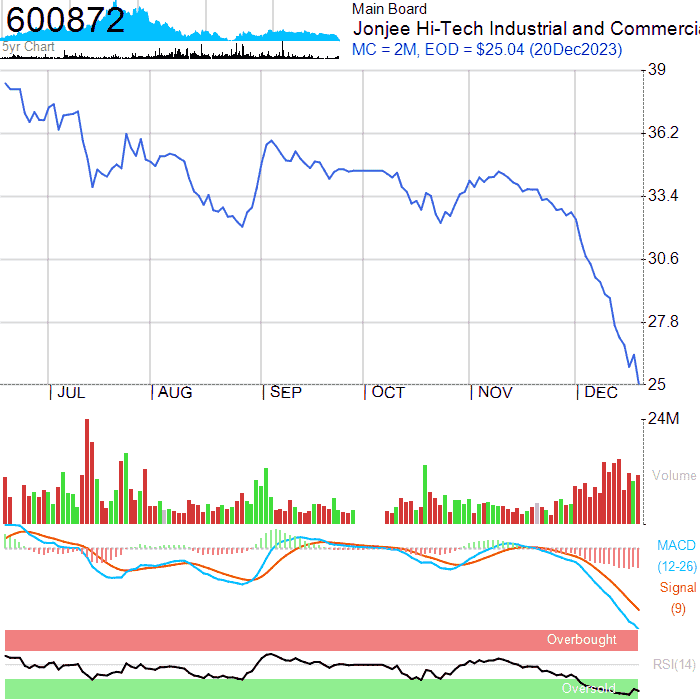 600872
Main Board
Jonjee Hi-Tech Industrial and Commercia
5yr Chart
MC = 2M, EOD = $25.04 (20Dec2023)
39
36.2
33.4
30.6
27.8
25
JUL AUG SEP OCT NOV DEC
24M
Volume
MACD
(12-26)
Signal
(9)
Overbought
RSI(14)
Oversold